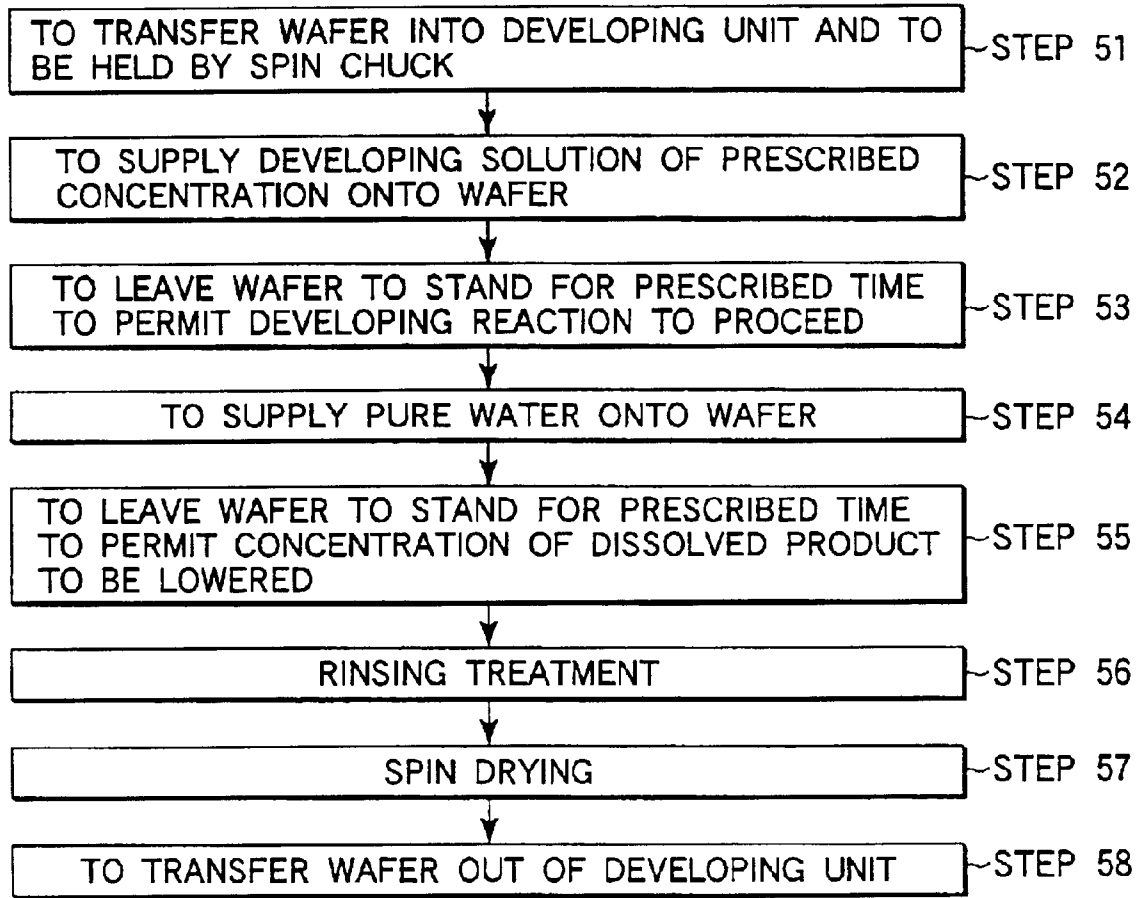 TO TRANSFER WAFER INTO DEVELOPING UNIT AND TO
BE HELD BY SPIN CHUCK
STEP 51
TO SUPPLY DEVELOPING SOLUTION OF PRESCRIBED
CONCENTRATION ONTO WAFER
STEP 52
TO LEAVE WAFER TO STAND FOR PRESCRIBED TIME
TO PERMIT DEVELOPING REACTION TO PROCEED
STEP 53
TO SUPPLY PURE WATER ONTO WAFER
STEP 54
TO LEAVE WAFER TO STAND FOR PRESCRIBED TIME
TO PERMIT CONCENTRATION OF DISSOLVED PRODUCT
TO BE LOWERED
STEP 55
RINSING TREATMENT
STEP 56
SPIN DRYING
STEP 57
TO TRANSFER WAFER OUT OF DEVELOPING UNIT
STEP 58